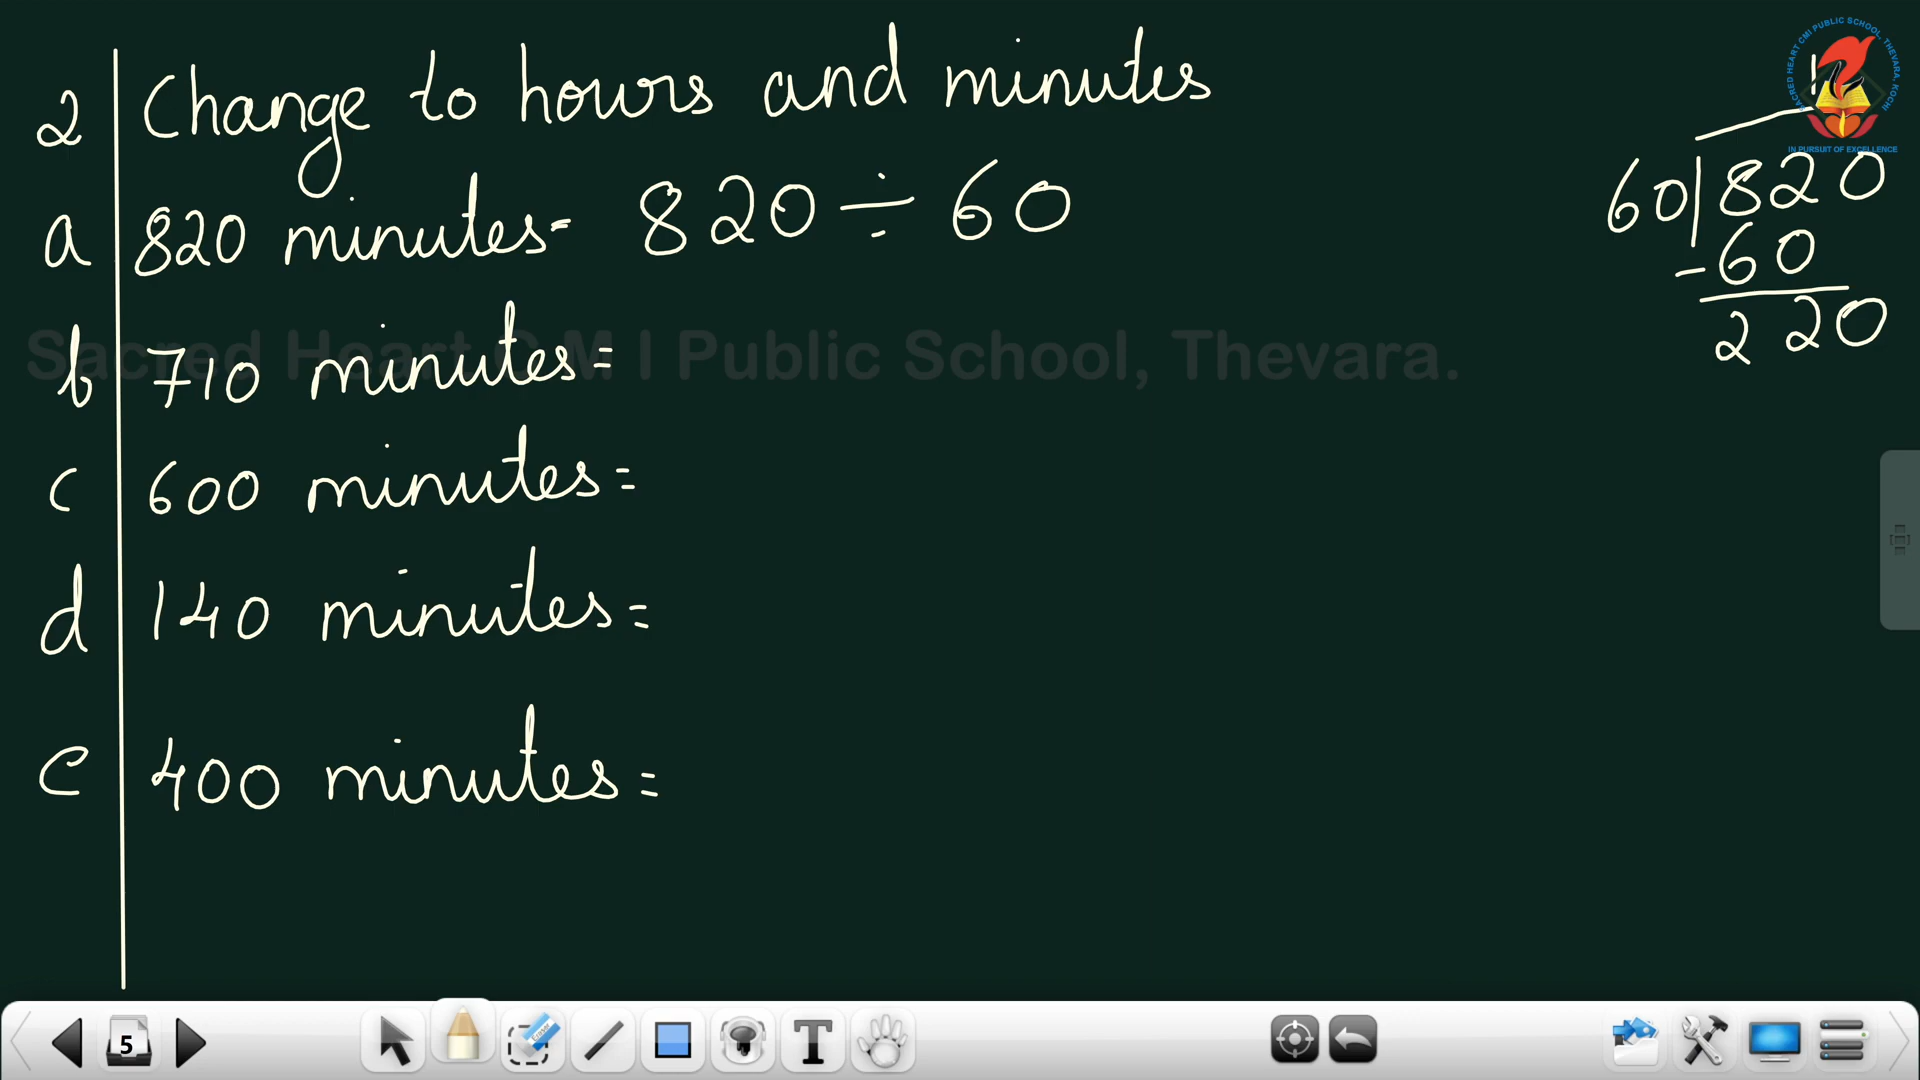 2 Change to hours and minutes
a 820 minutes= 820 ÷ 60
b 710 minutes=
c 600 minutes=
d 140 minutes=
e 400 minutes=
1
60 820
-60
220
SACRED HEART CMI PUBLIC SCHOOL, THEVARA, KOCHI
IN PURSUIT OF EXCELLENCE
Sacred Heart C M I Public School, Thevara.
5
T